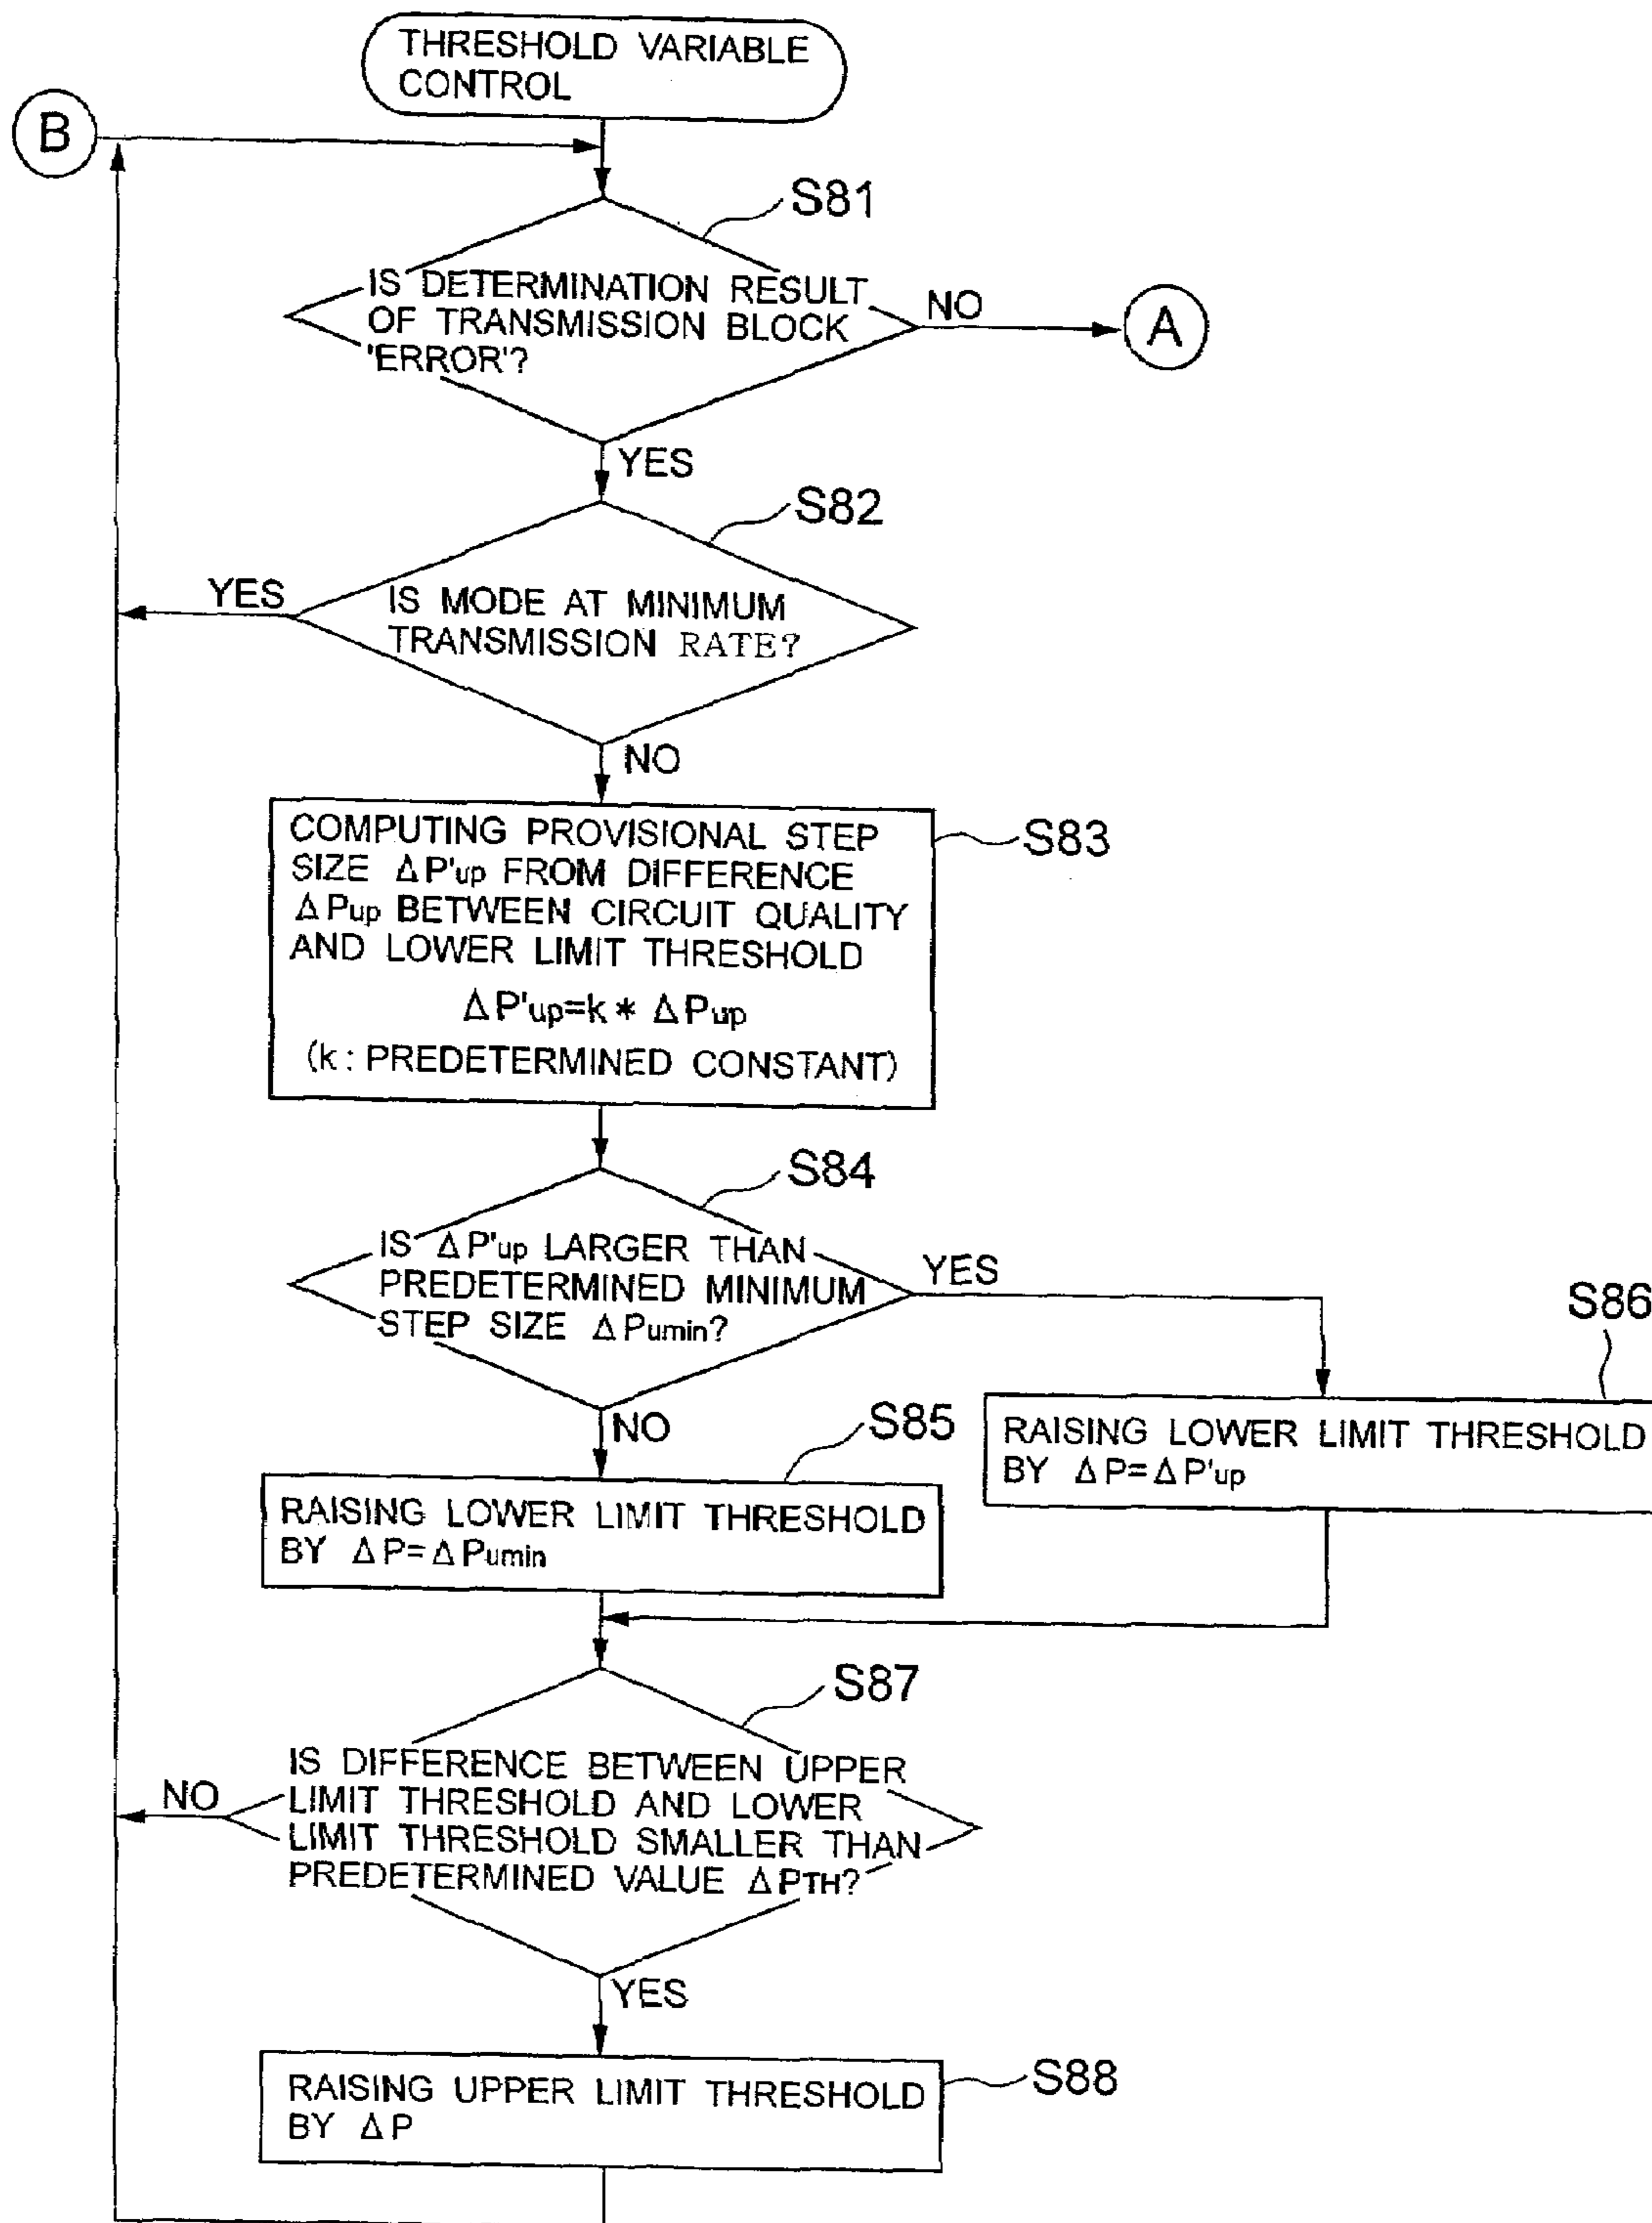 THRESHOLD VARIABLE
CONTROL
B
S81
IS DETERMINATION RESULT
OF TRANSMISSION BLOCK
'ERROR'?
NO
A
YES
S82
YES
IS MODE AT MINIMUM
TRANSMISSION RATE?
NO
S83
COMPUTING PROVISIONAL STEP
SIZE ΔP'up FROM DIFFERENCE
ΔPup BETWEEN CIRCUIT QUALITY
AND LOWER LIMIT THRESHOLD
ΔP'up=k* ΔPup
(k: PREDETERMINED CONSTANT)
S84
IS ΔP'up LARGER THAN
PREDETERMINED MINIMUM
STEP SIZE ΔPumin?
YES
S86
NO
S85
RAISING LOWER LIMIT THRESHOLD
BY ΔP=ΔP'up
RAISING LOWER LIMIT THRESHOLD
BY ΔP=ΔPumin
S87
NO
IS DIFFERENCE BETWEEN UPPER
LIMIT THRESHOLD AND LOWER
LIMIT THRESHOLD SMALLER THAN
PREDETERMINED VALUE ΔPTH?
YES
S88
RAISING UPPER LIMIT THRESHOLD
BY ΔP